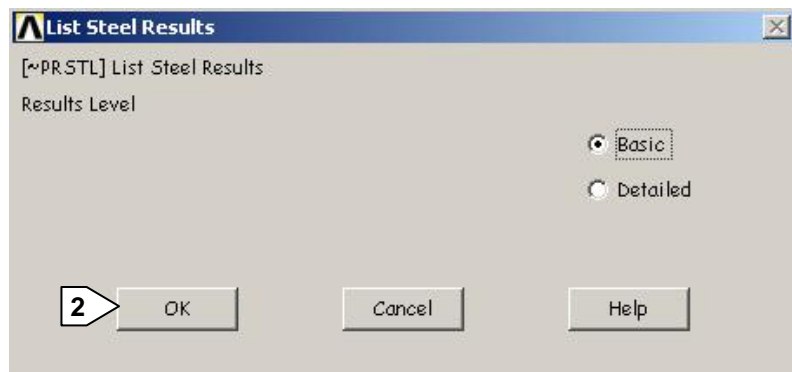 List Steel Results
[~PRSTL] List Steel Results
Results Level
Basic
Detailed
2
OK
Cancel
Help